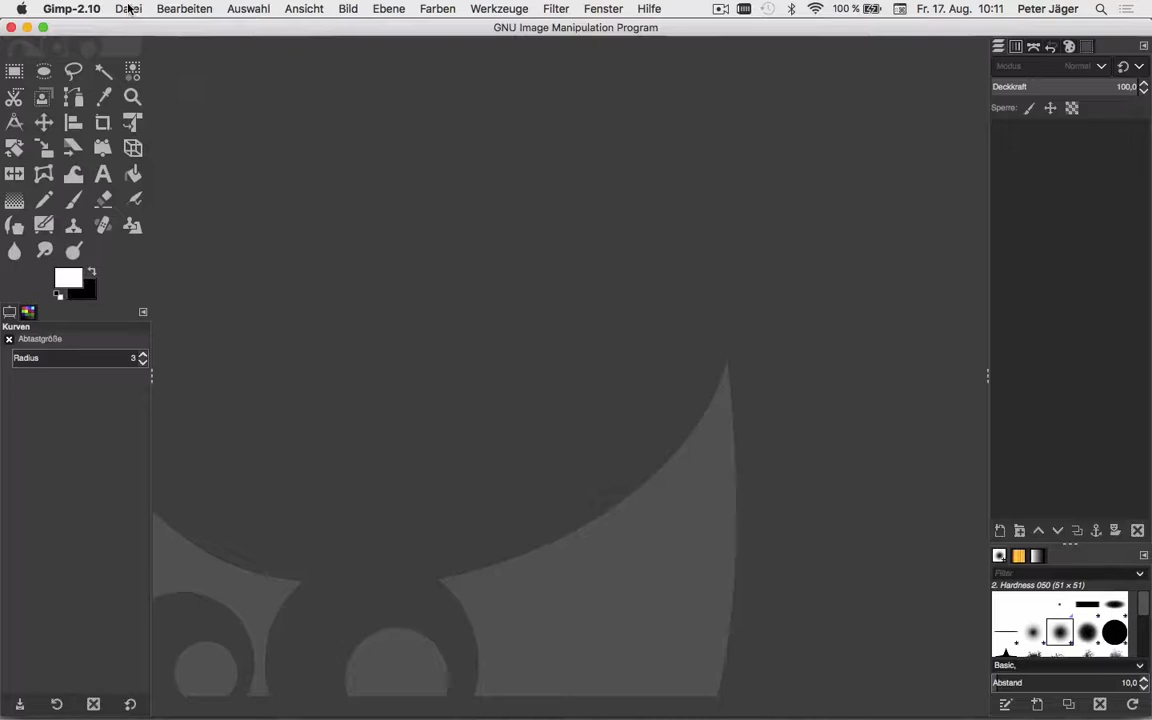 Gimp-2.10 Datei Bearbeiten Auswahl Ansicht Bild Ebene Farben Werkzeuge Filter Fenster Hilfe 100 % Fr. 17. Aug. 10:11 Peter Jäger
GNU Image Manipulation Program
Modus Normal
Deckkraft 100,0
Sperre:
Kurven
Abtastgröße
Radius 3
Filter
2. Hardness 050 (51 × 51)
Basic,
Abstand 10,0